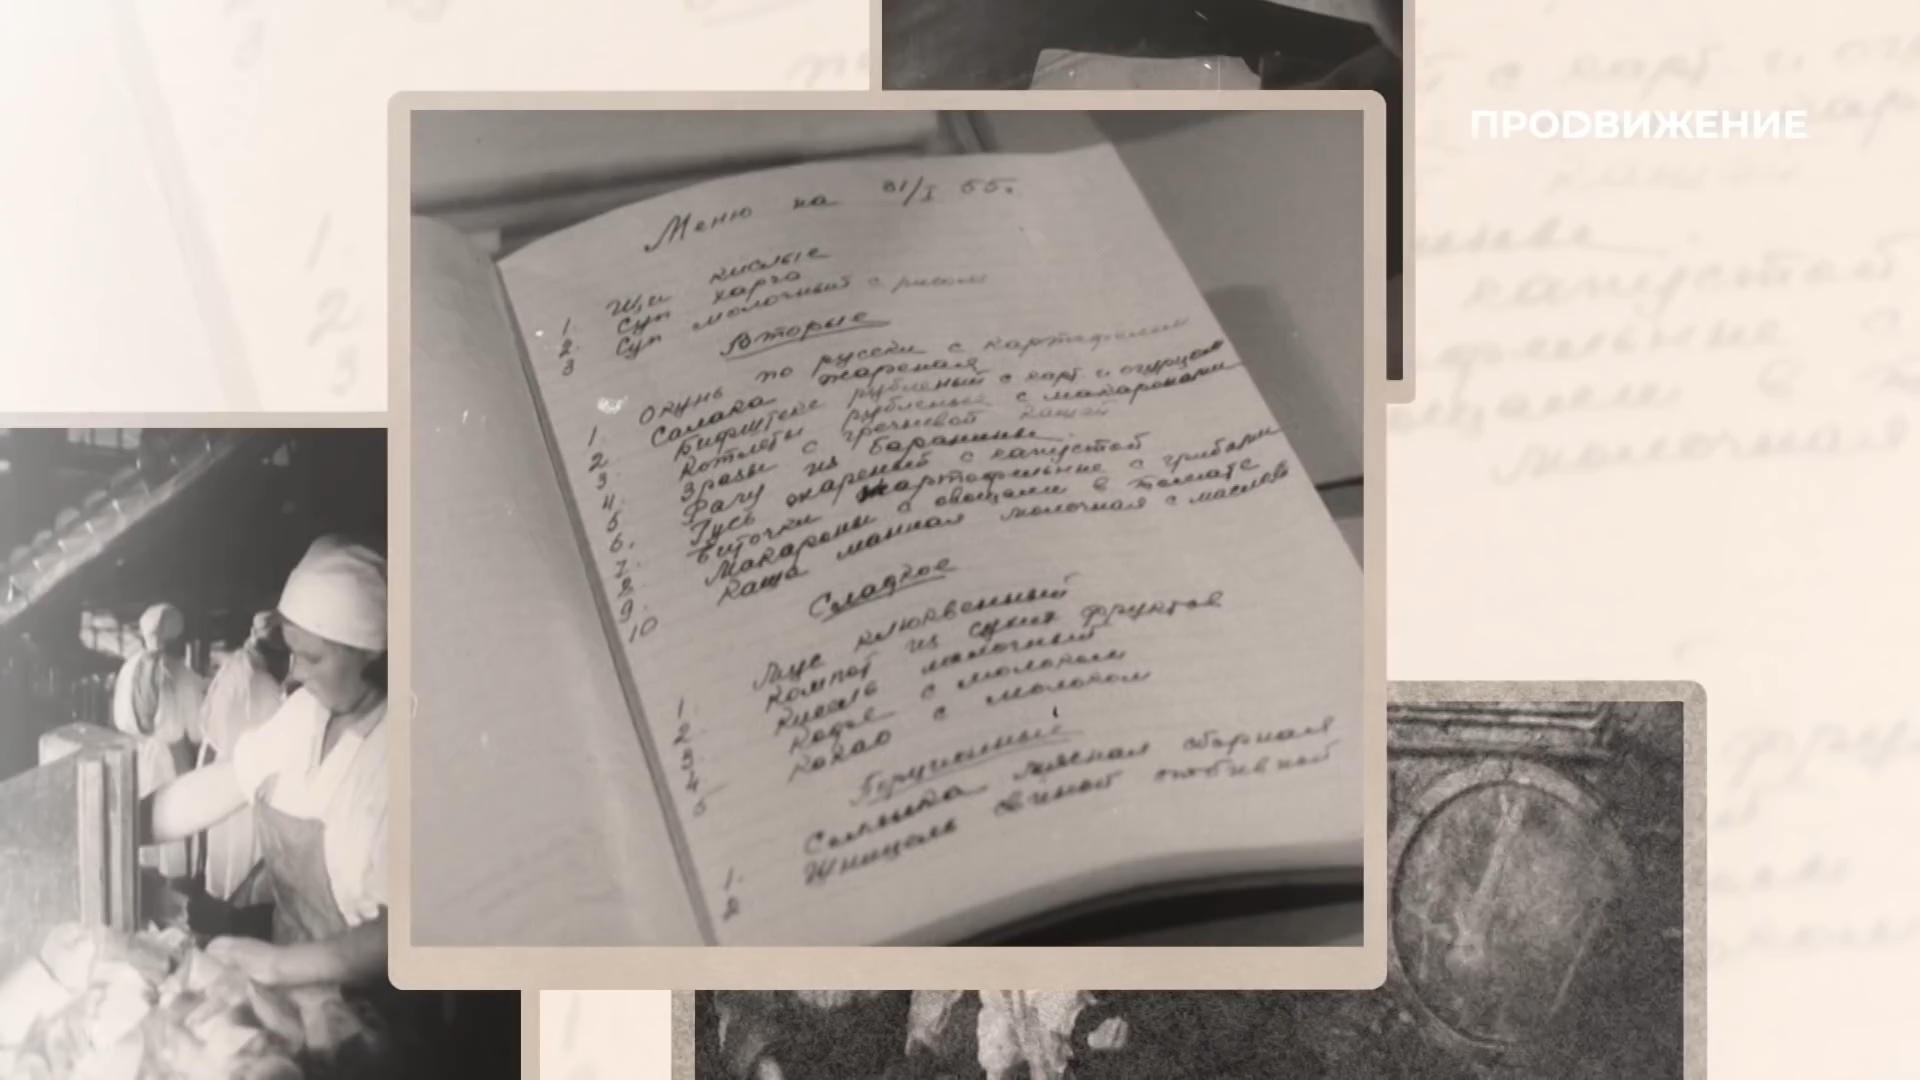 ПРОДВИЖЕНИЕ
Меню на 31/I 55г.
1. Щи кислые
2. Суп харчо
3 Суп молочный с рисом
Вторые
1. Окунь по русски с картофелем
2. Салака жареная
3. Бифштекс рубленый с карт. и огурцом
4. Котлеты рубленые с макаронами
5. Зразы с гречневой кашей
6. Рагу из баранины
7. Гусь жареный с капустой
8 Биточки картофельные с грибами
9. Макароны с овощами в томате
10 Каша манная молочная с маслом
Сладкое
1. Мусс клюквенный
2. Компот из сухих фруктов
3. Кисель молочный
4 Кофе с молоком
5 Какао с молоком
Порционные
1. Солянка мясная сборная
2 Шницель свиной отбивной